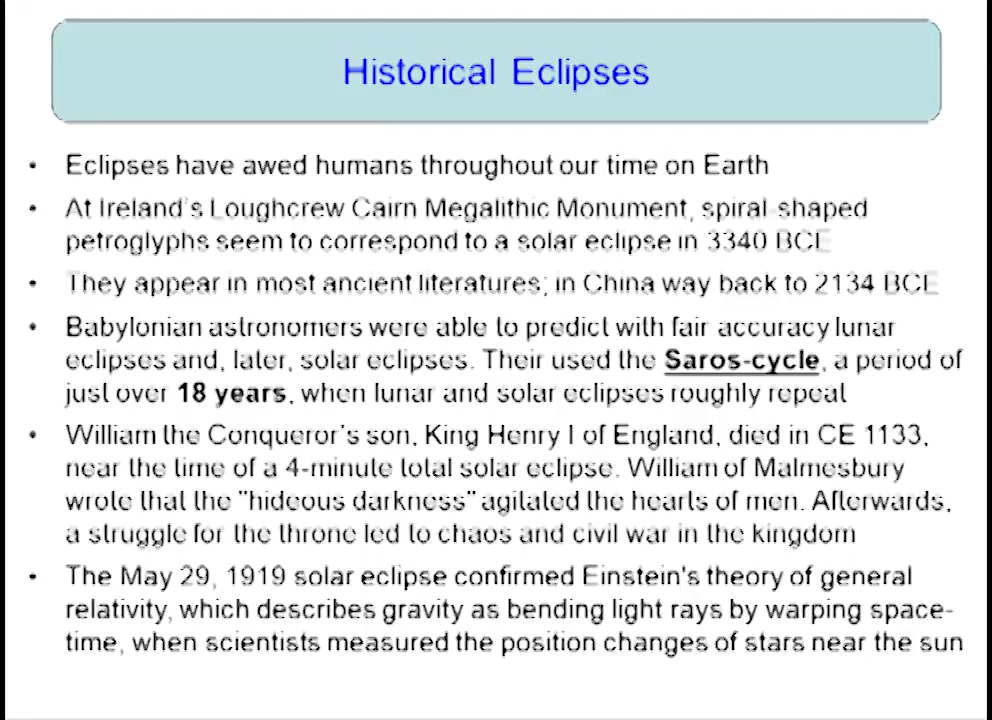 Historical Eclipses
• Eclipses have awed humans throughout our time on Earth
• At Ireland's Loughcrew Cairn Megalithic Monument, spiral-shaped
petroglyphs seem to correspond to a solar eclipse in 3340 BCE
• They appear in most ancient literatures; in China way back to 2134 BCE
• Babylonian astronomers were able to predict with fair accuracy lunar
eclipses and, later, solar eclipses. Their used the Saros-cycle, a period of
just over 18 years, when lunar and solar eclipses roughly repeat
• William the Conqueror's son, King Henry I of England, died in CE 1133,
near the time of a 4-minute total solar eclipse. William of Malmesbury
wrote that the "hideous darkness" agitated the hearts of men. Afterwards,
a struggle for the throne led to chaos and civil war in the kingdom
• The May 29, 1919 solar eclipse confirmed Einstein's theory of general
relativity, which describes gravity as bending light rays by warping space-
time, when scientists measured the position changes of stars near the sun